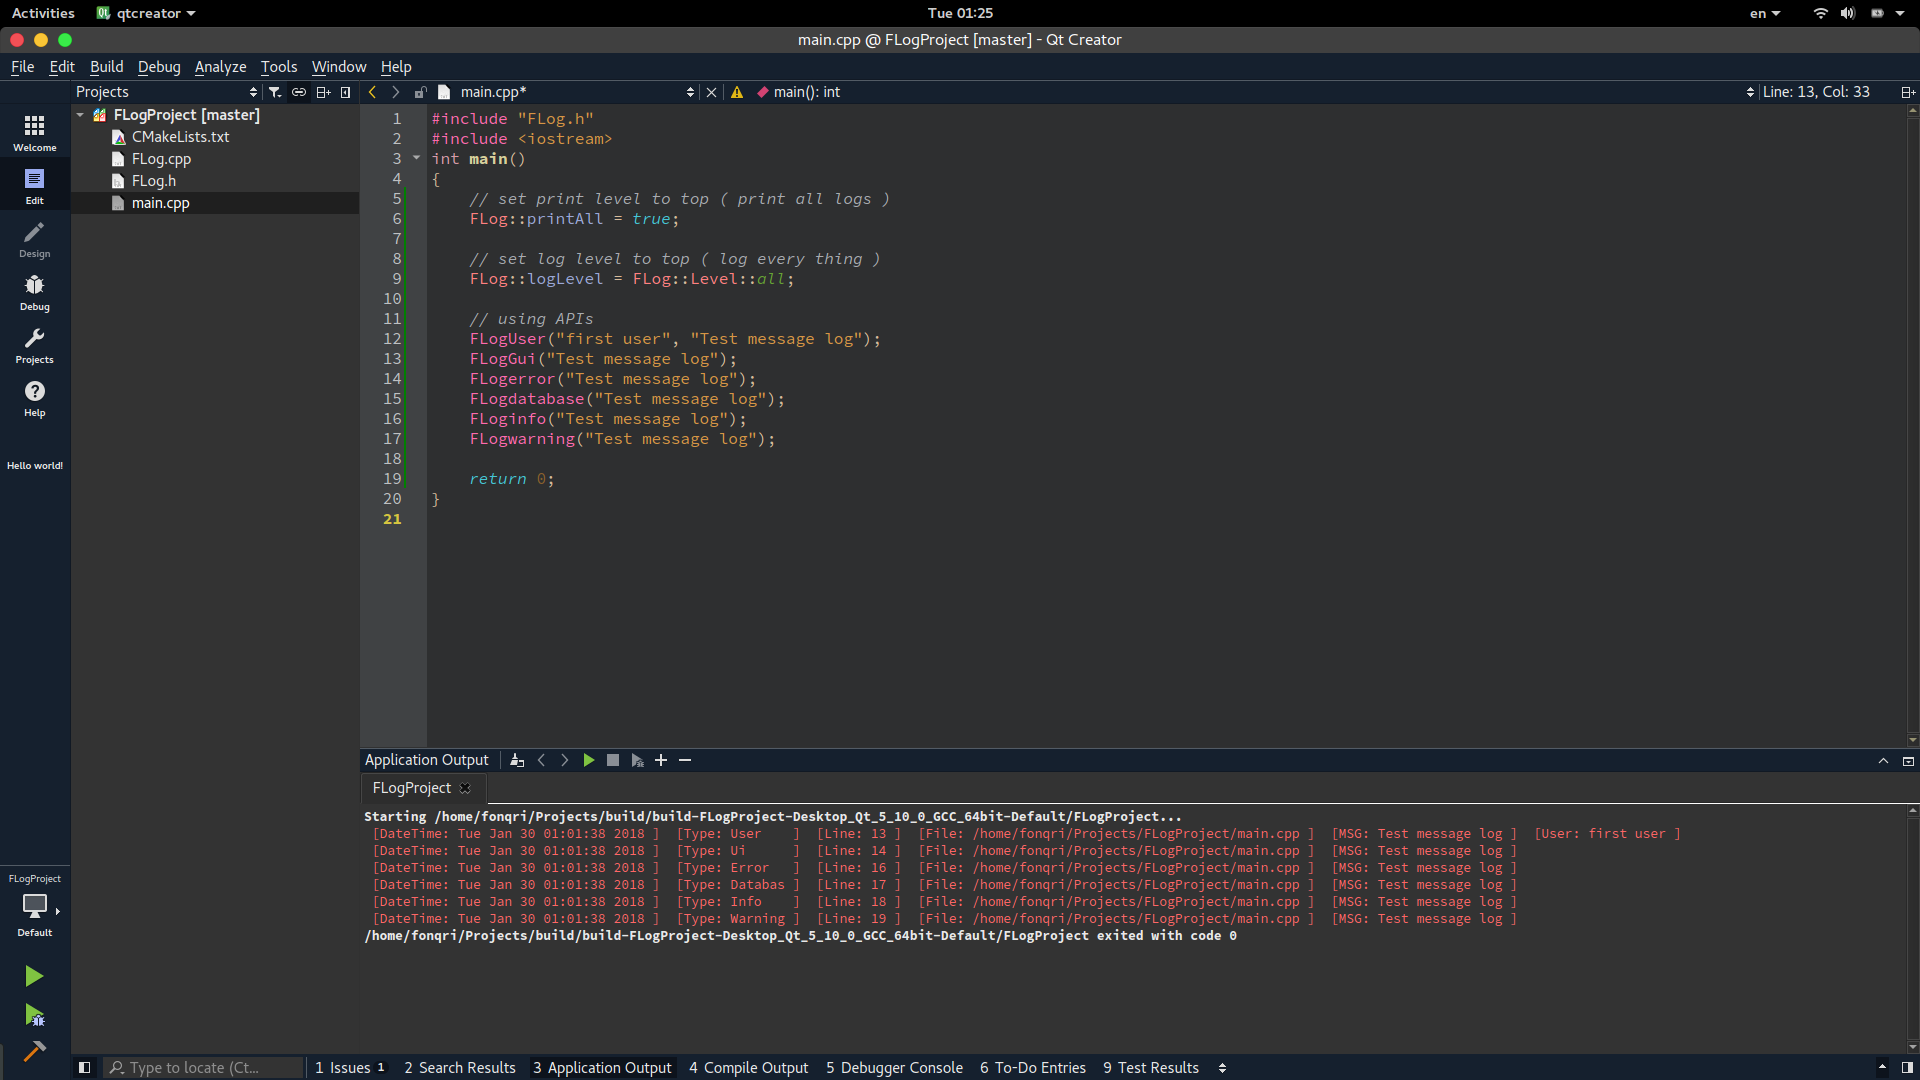 Activities qtcreator Tue 01:25 en
main.cpp @ FLogProject [master] - Qt Creator
File Edit Build Debug Analyze Tools Window Help
Projects main.cpp* main(): int Line: 13, Col: 33
FLogProject [master]
CMakeLists.txt
FLog.cpp
FLog.h
main.cpp
Welcome
Edit
Design
Debug
Projects
Help
Hello world!
FLogProject
Default
1 #include "FLog.h"
2 #include <iostream>
3 int main()
4 {
5     // set print level to top ( print all logs )
6     FLog::printAll = true;
7
8     // set log level to top ( log every thing )
9     FLog::logLevel = FLog::Level::all;
10
11     // using APIs
12     FLogUser("first user", "Test message log");
13     FLogGui("Test message log");
14     FLogerror("Test message log");
15     FLogdatabase("Test message log");
16     FLoginfo("Test message log");
17     FLogwarning("Test message log");
18
19     return 0;
20 }
21
Application Output
FLogProject
Starting /home/fonqri/Projects/build/build-FLogProject-Desktop_Qt_5_10_0_GCC_64bit-Default/FLogProject...
[DateTime: Tue Jan 30 01:01:38 2018 ]  [Type: User    ]  [Line: 13 ]  [File: /home/fonqri/Projects/FLogProject/main.cpp ]  [MSG: Test message log ]  [User: first user ]
[DateTime: Tue Jan 30 01:01:38 2018 ]  [Type: Ui      ]  [Line: 14 ]  [File: /home/fonqri/Projects/FLogProject/main.cpp ]  [MSG: Test message log ]
[DateTime: Tue Jan 30 01:01:38 2018 ]  [Type: Error   ]  [Line: 16 ]  [File: /home/fonqri/Projects/FLogProject/main.cpp ]  [MSG: Test message log ]
[DateTime: Tue Jan 30 01:01:38 2018 ]  [Type: Databas ]  [Line: 17 ]  [File: /home/fonqri/Projects/FLogProject/main.cpp ]  [MSG: Test message log ]
[DateTime: Tue Jan 30 01:01:38 2018 ]  [Type: Info    ]  [Line: 18 ]  [File: /home/fonqri/Projects/FLogProject/main.cpp ]  [MSG: Test message log ]
[DateTime: Tue Jan 30 01:01:38 2018 ]  [Type: Warning ]  [Line: 19 ]  [File: /home/fonqri/Projects/FLogProject/main.cpp ]  [MSG: Test message log ]
/home/fonqri/Projects/build/build-FLogProject-Desktop_Qt_5_10_0_GCC_64bit-Default/FLogProject exited with code 0
Type to locate (Ct... 1 Issues 1 2 Search Results 3 Application Output 4 Compile Output 5 Debugger Console 6 To-Do Entries 9 Test Results